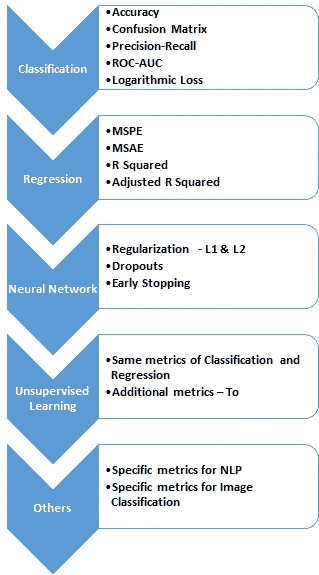 Classification
•Accuracy
•Confusion Matrix
•Precision-Recall
•ROC-AUC
•Logarithmic Loss
Regression
•MSPE
•MSAE
•R Squared
•Adjusted R Squared
Neural Network
•Regularization - L1 & L2
•Dropouts
•Early Stopping
Unsupervised
Learning
•Same metrics of Classification and
Regression
•Additional metrics – To
Others
•Specific metrics for NLP
•Specific metrics for Image
Classification